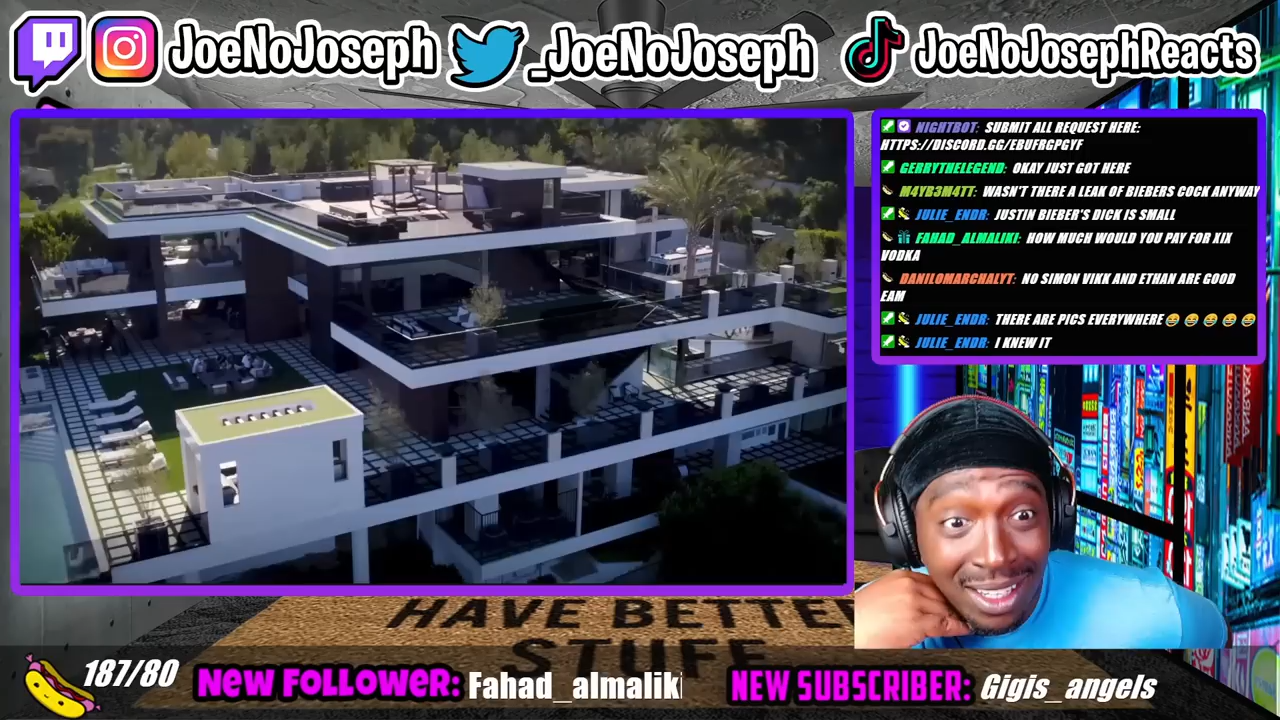 JoeNoJoseph
_JoeNoJoseph
JoeNoJosephReacts
NIGHTBOT: SUBMIT ALL REQUEST HERE:
HTTPS://DISCORD.GG/EBUFRGPGYF
GERRYTHELEGEND: OKAY JUST GOT HERE
M4YB3M4TT: WASN'T THERE A LEAK OF BIEBERS COCK ANYWAY
JULIE_ENDR: JUSTIN BIEBER'S DICK IS SMALL
FAHAD_ALMALIKI: HOW MUCH WOULD YOU PAY FOR XIX
VODKA
DANILOMARCHALYT: NO SIMON VIKK AND ETHAN ARE GOOD
EAM
JULIE_ENDR: THERE ARE PICS EVERYWHERE😂 😂 😂 😂 😂
JULIE_ENDR: I KNEW IT
HAVE BETTER
STUFF
187/80
New Follower: Fahad_almaliki
NEW SUBSCRIBER: Gigis_angels